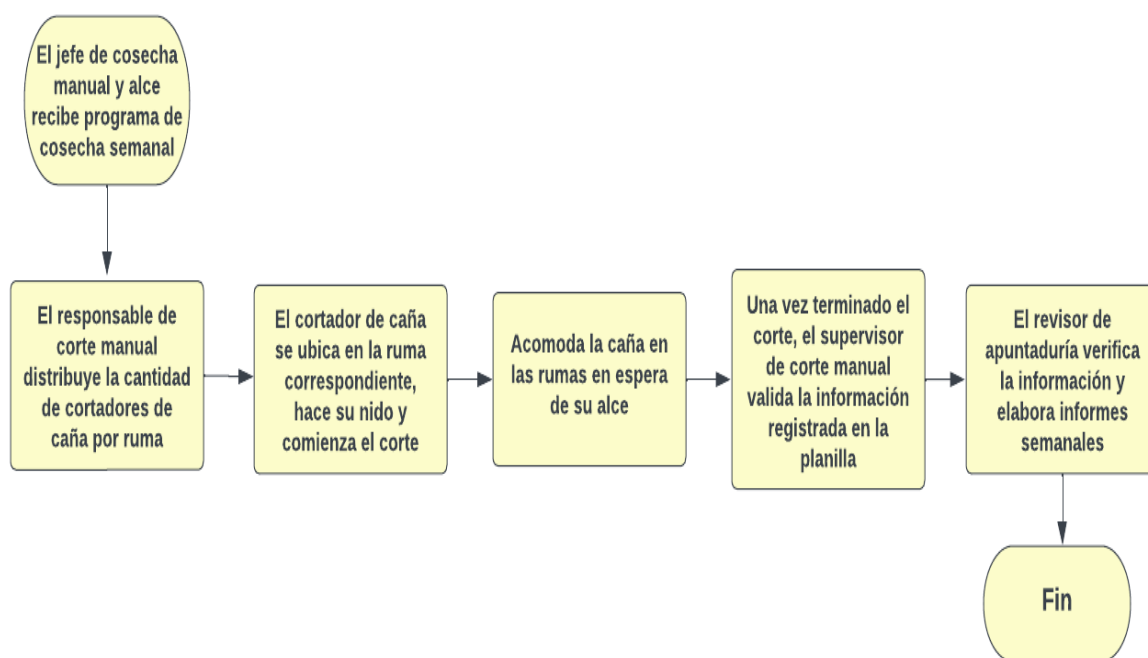 El jefe de cosecha
manual y alce
recibe programa de
cosecha semanal
El responsable de
corte manual
distribuye la cantidad
de cortadores de
caña por ruma
El cortador de caña
se ubica en la ruma
correspondiente,
hace su nido y
comienza el corte
Acomoda la caña en
las rumas en espera
de su alce
Una vez terminado el
corte, el supervisor
de corte manual
valida la información
registrada en la
planilla
El revisor de
apuntaduría verifica
la información y
elabora informes
semanales
Fin